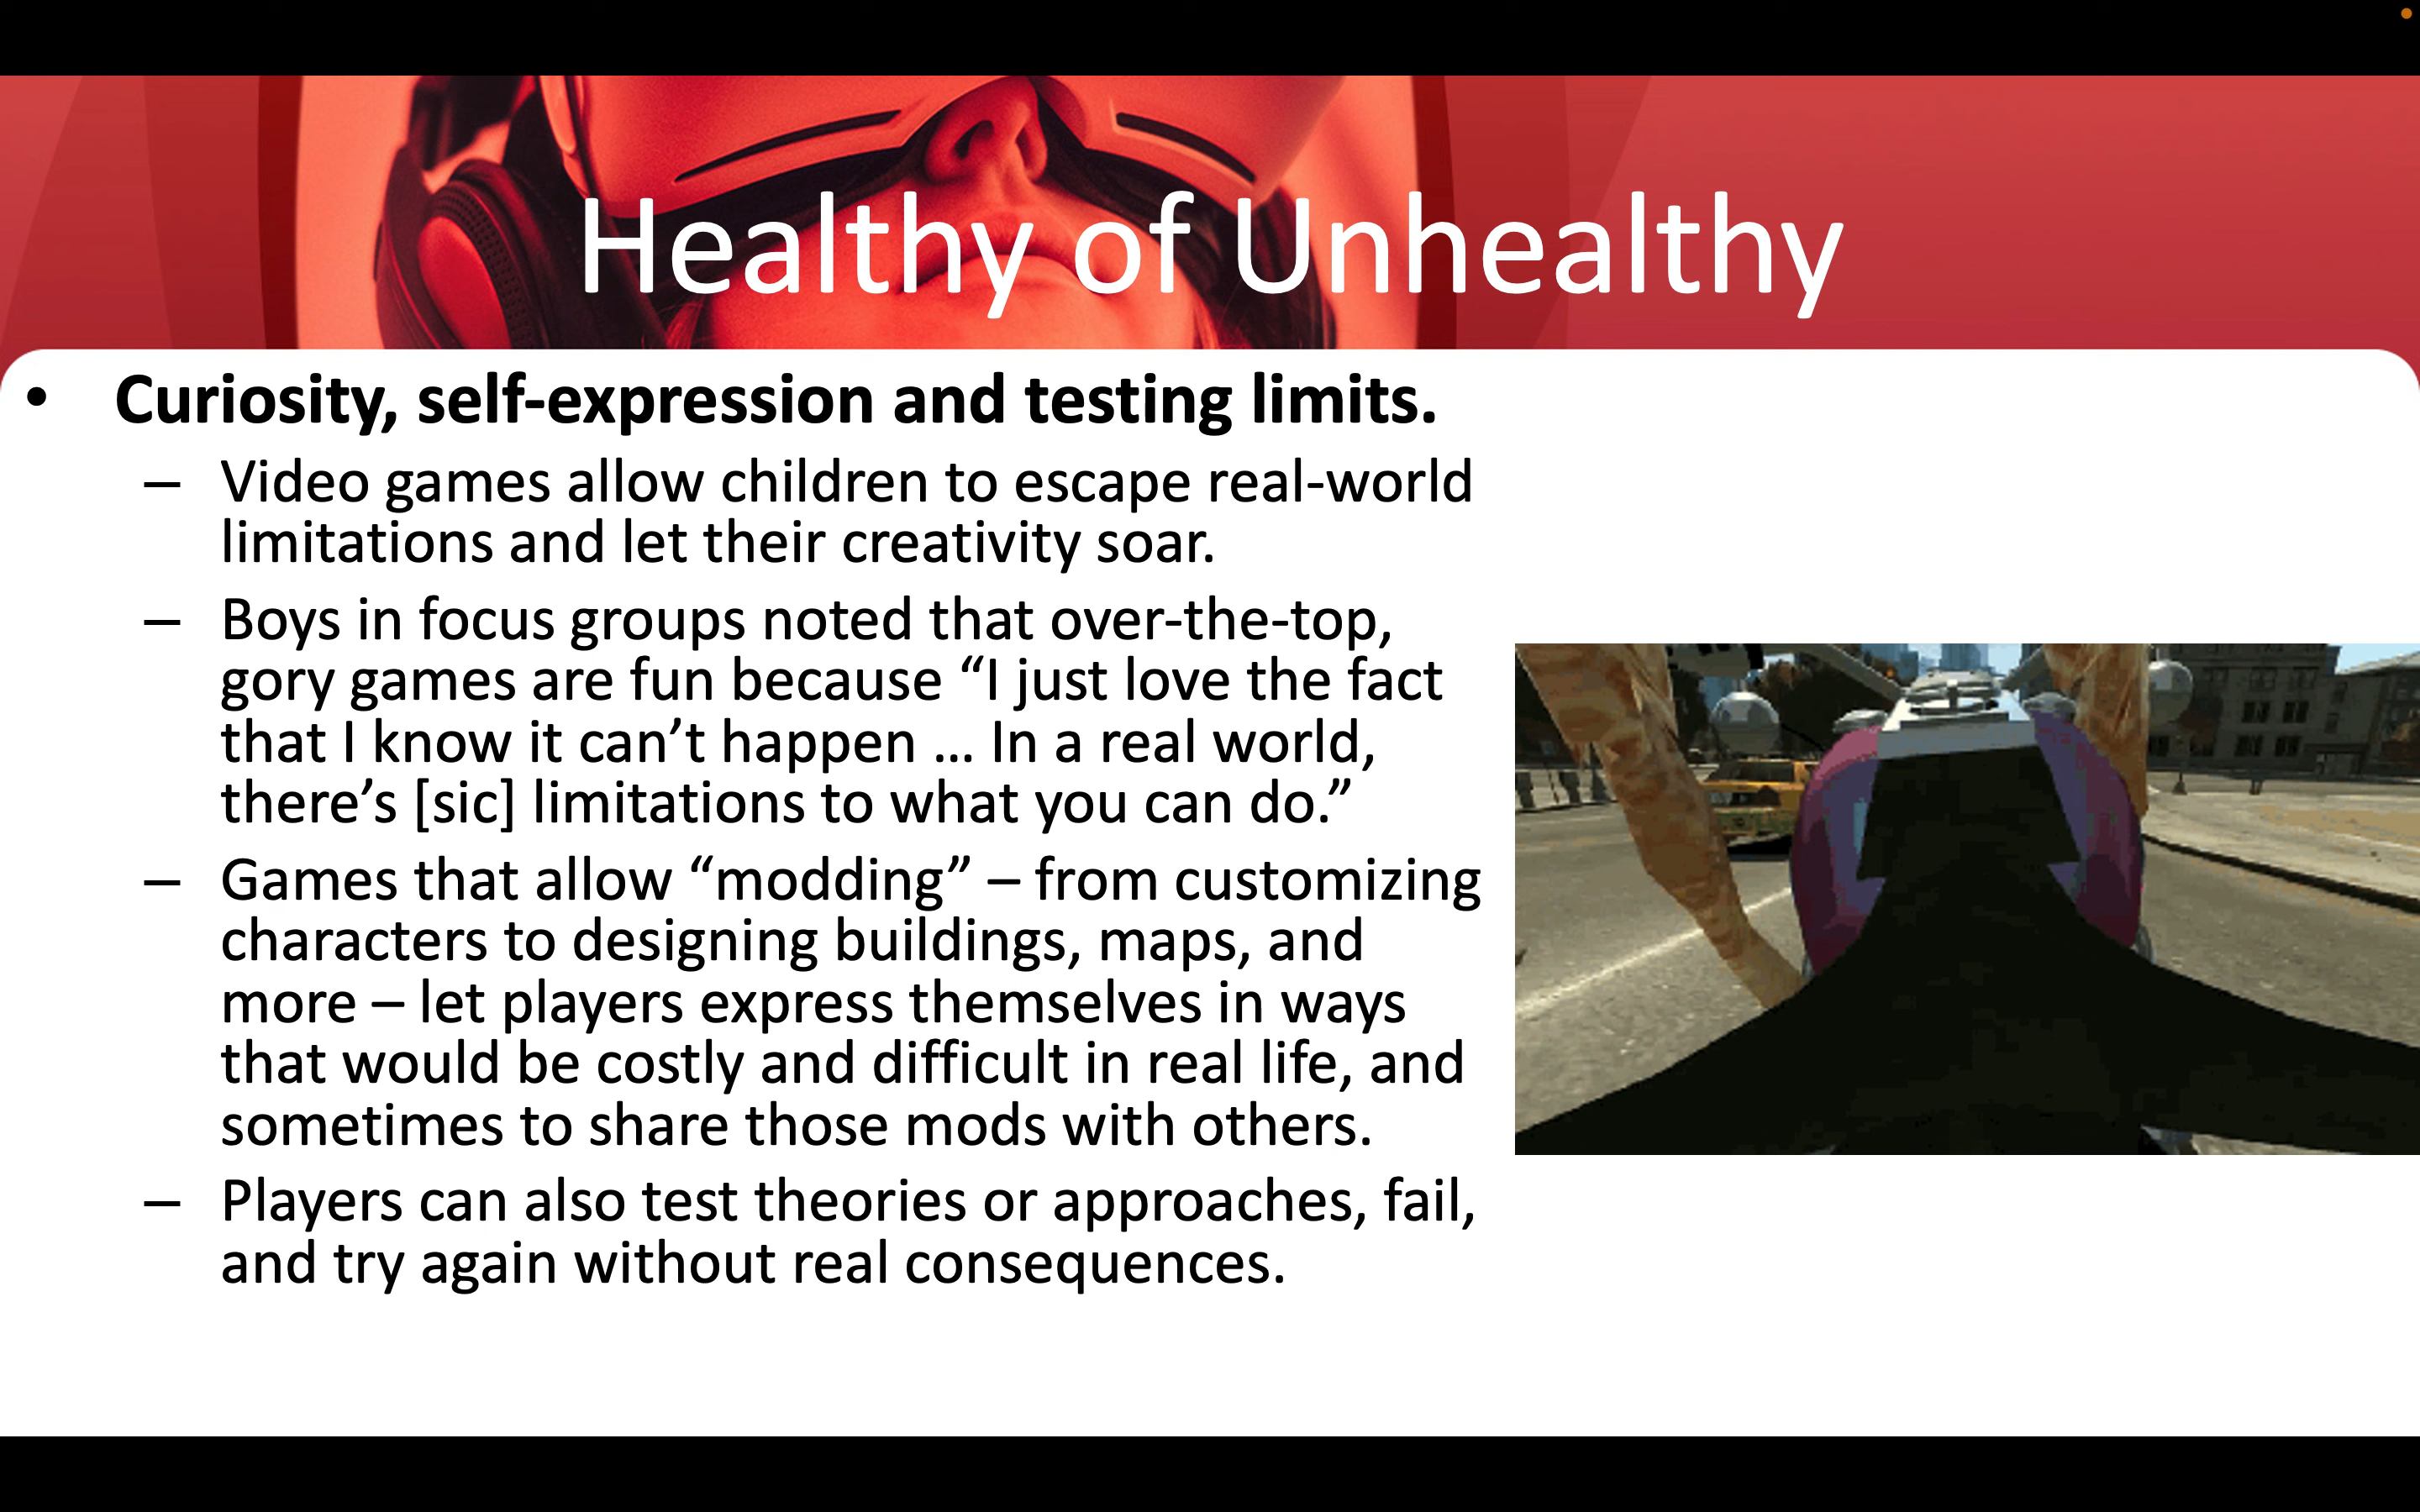 Healthy of Unhealthy
• Curiosity, self-expression and testing limits.
– Video games allow children to escape real-world
limitations and let their creativity soar.
– Boys in focus groups noted that over-the-top,
gory games are fun because “I just love the fact
that I know it can’t happen … In a real world,
there’s [sic] limitations to what you can do.”
– Games that allow “modding” – from customizing
characters to designing buildings, maps, and
more – let players express themselves in ways
that would be costly and difficult in real life, and
sometimes to share those mods with others.
– Players can also test theories or approaches, fail,
and try again without real consequences.